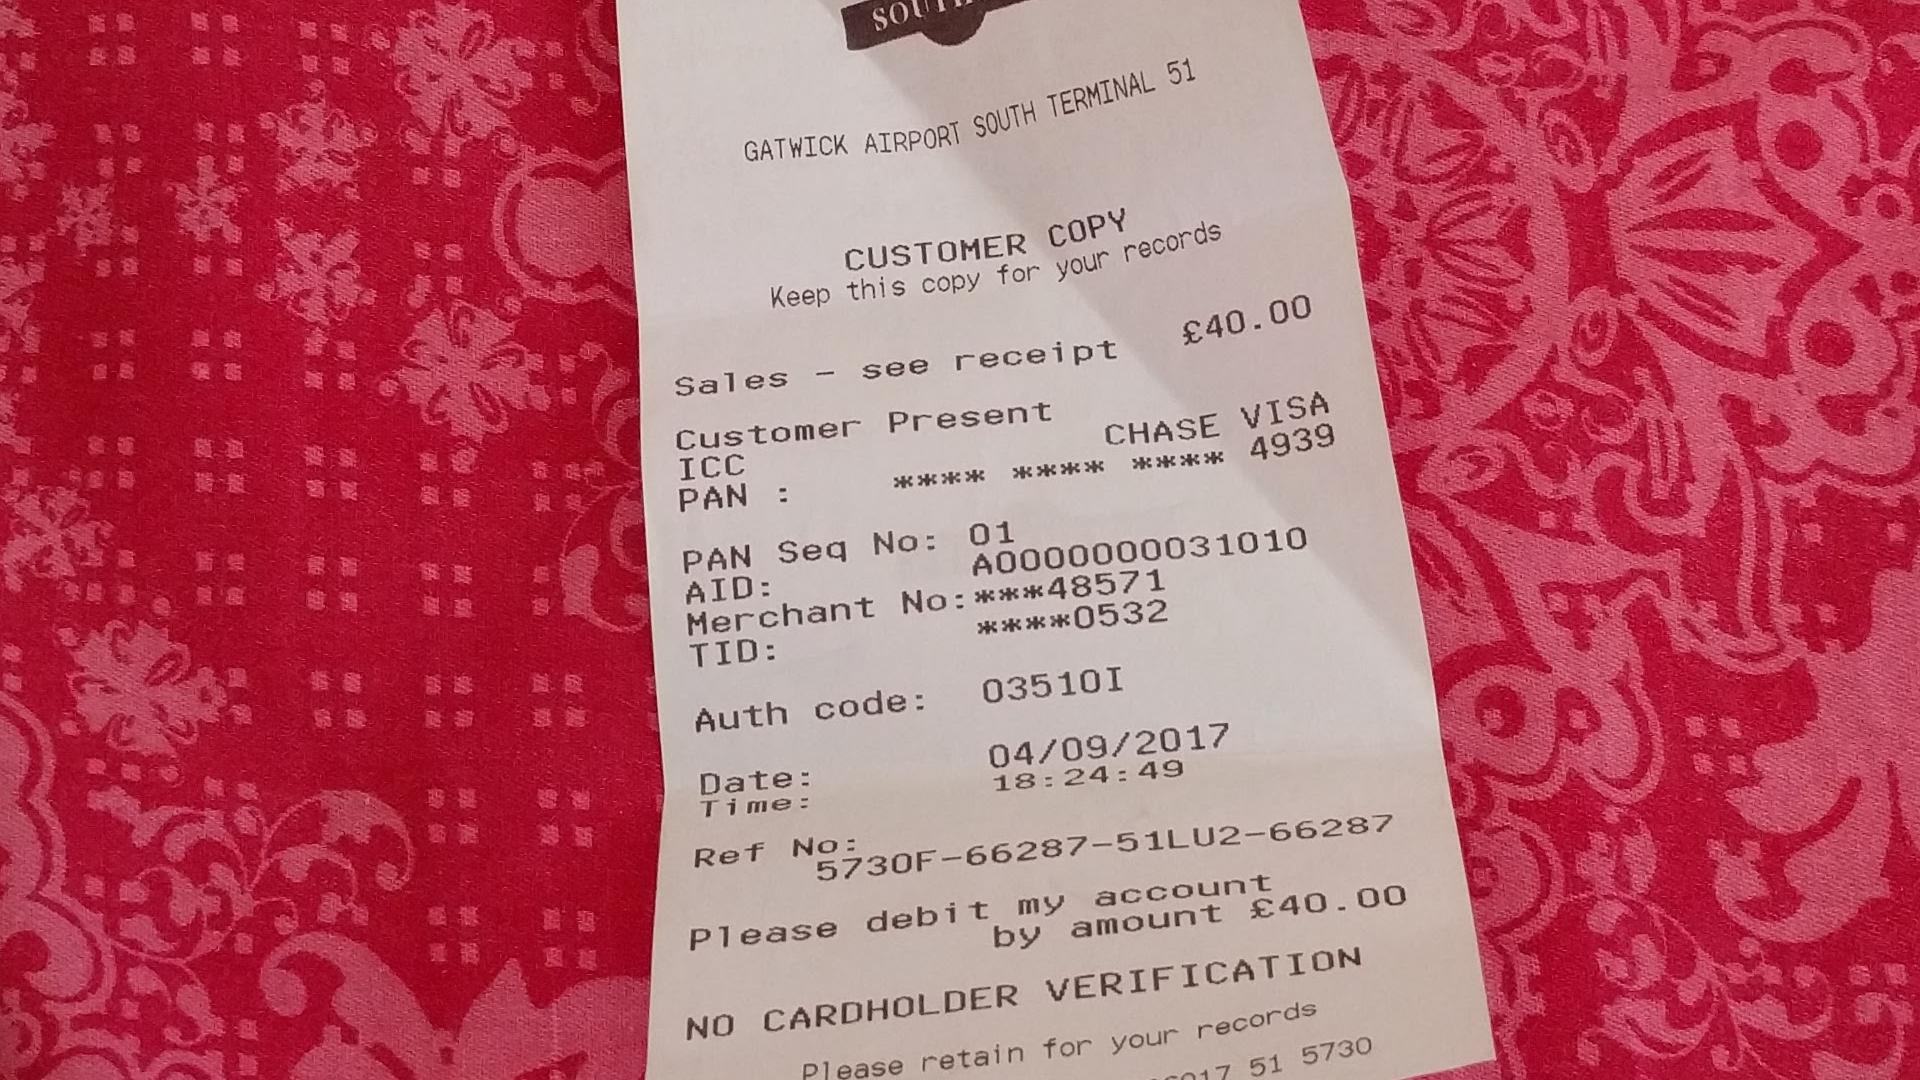 GATWICK AIRPORT SOUTH TERMINAL 51
CUSTOMER COPY
Keep this copy for your records
Sales - see receipt £40.00
Customer Present
ICC CHASE VISA
PAN : **** **** **** 4939
PAN Seq No: 01
AID: A0000000031010
Merchant No: ***48571
TID: ****0532
Auth code: 03510I
Date: 04/09/2017
Time: 18:24:49
Ref No:
5730F-66287-51LU2-66287
Please debit my account
by amount £40.00
NO CARDHOLDER VERIFICATION
Please retain for your records
51 5730